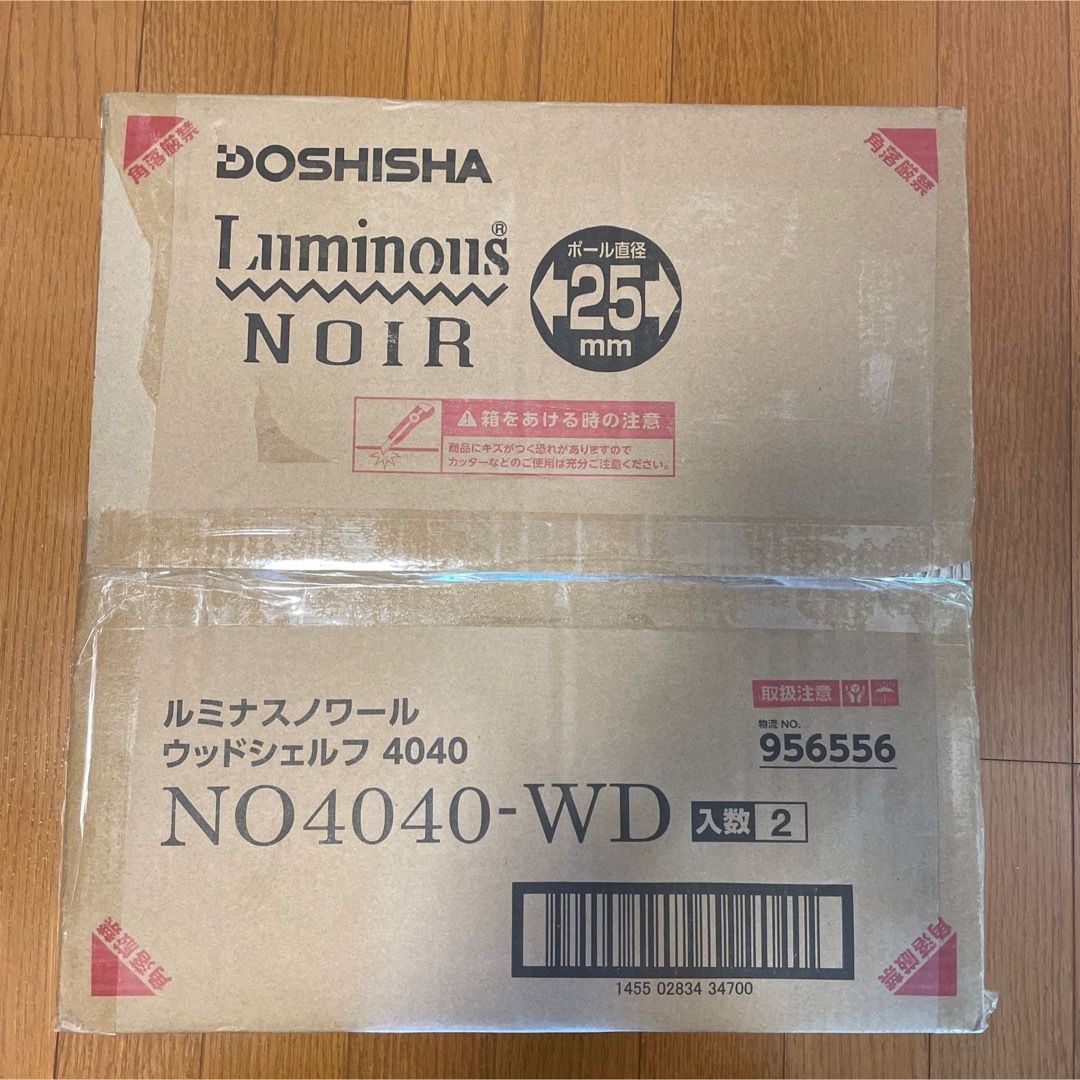 角落厳禁
角落厳禁
DOSHISHA
Luminous®
NOIR
ポール直径
25
mm
箱をあける時の注意
商品にキズがつく恐れがありますので
カッターなどのご使用は充分ご注意ください。
取扱注意
ルミナスノワール
ウッドシェルフ 4040
物流 NO.
956556
NO4040-WD 入数 2
1455 02834 34700
角落厳禁
角落厳禁